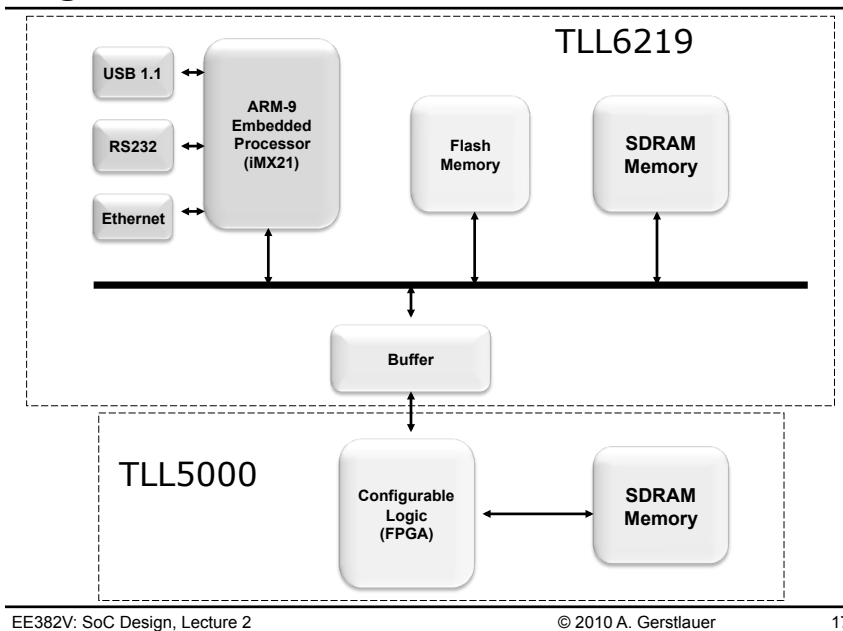 TLL6219
USB 1.1
RS232
Ethernet
ARM-9
Embedded
Processor
(iMX21)
Flash
Memory
SDRAM
Memory
Buffer
TLL5000
Configurable
Logic
(FPGA)
SDRAM
Memory
EE382V: SoC Design, Lecture 2
© 2010 A. Gerstlauer
17